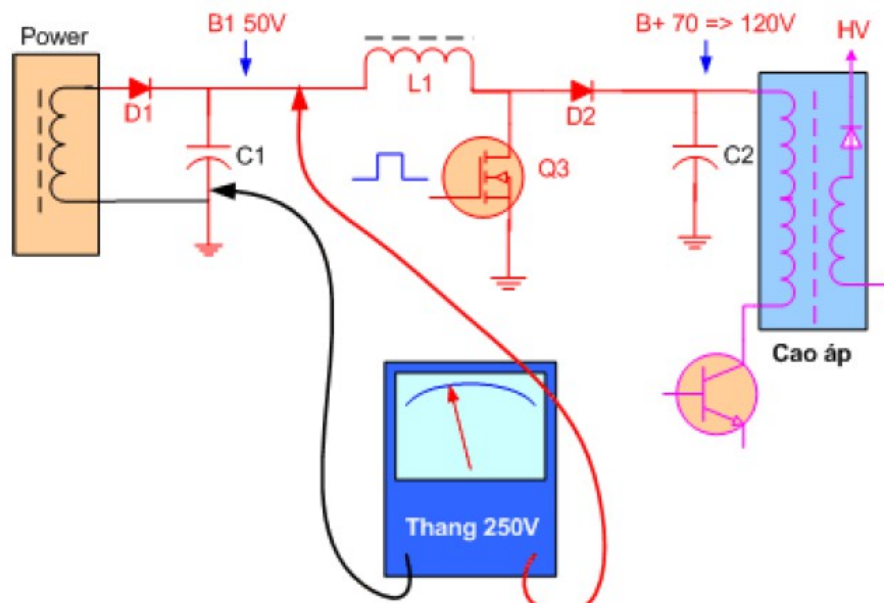 Power
B1 50V
B+ 70 => 120V
HV
D1
L1
D2
C1
Q3
C2
Cao áp
Thang 250V